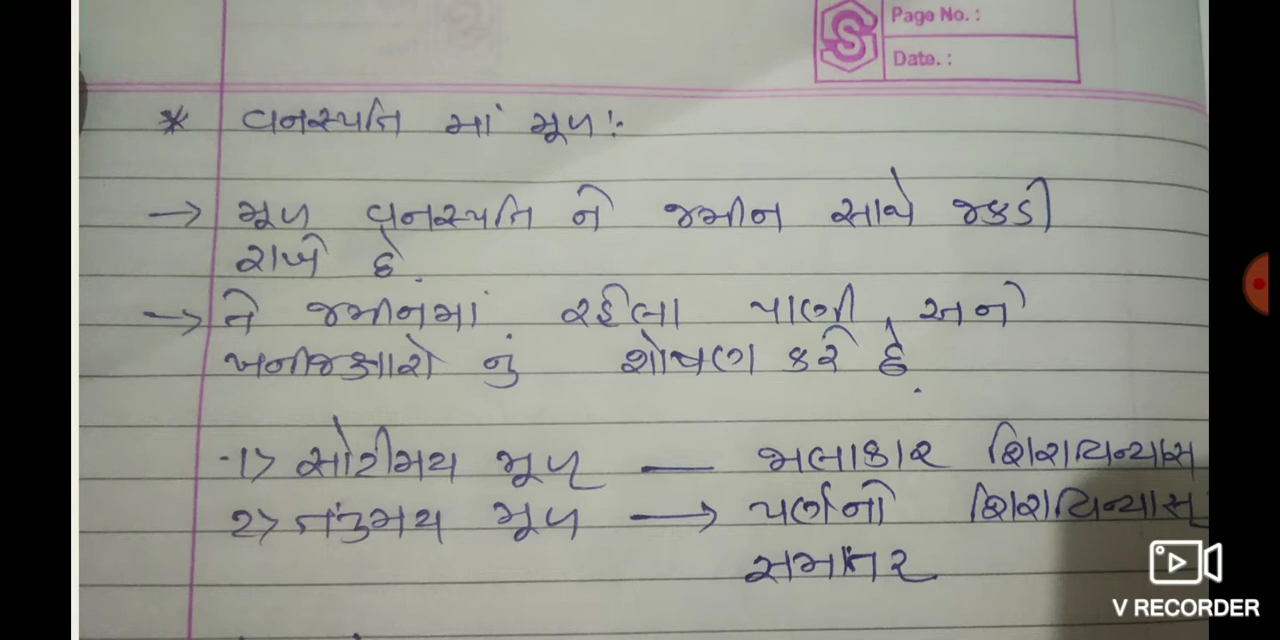 Page No. :
Date. :
* વનસ્પતિ માં મૂળ :-
→ મૂળ વનસ્પતિ ને જમીન સાથે જકડી
રાખે છે.
→ તે જમીનમાં રહેલા પાણી અને
ખનીજક્ષારો નું શોષણ કરે છે.
1> સોટીમય મૂળ — જાલાકાર શિરાવિન્યાસ
2> તંતુમય મૂળ → પર્ણનો શિરાવિન્યાસ
સમાંતર
V RECORDER